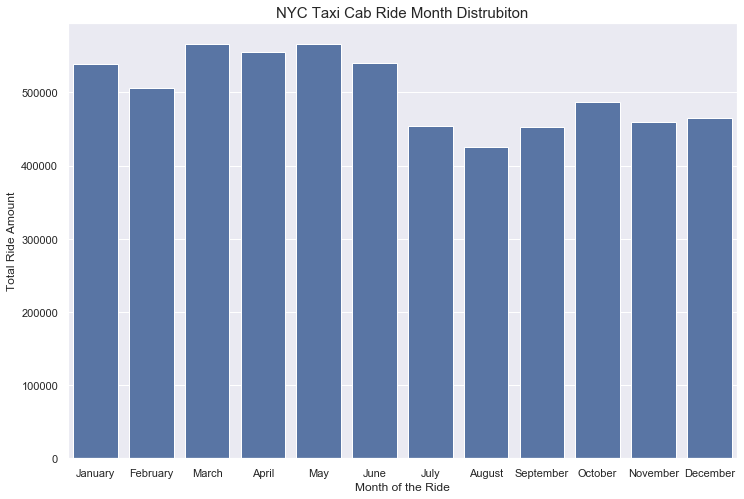 NYC Taxi Cab Ride Month Distrubiton
Total Ride Amount
500000
400000
300000
200000
100000
0
January February March April May June July August September October November December
Month of the Ride